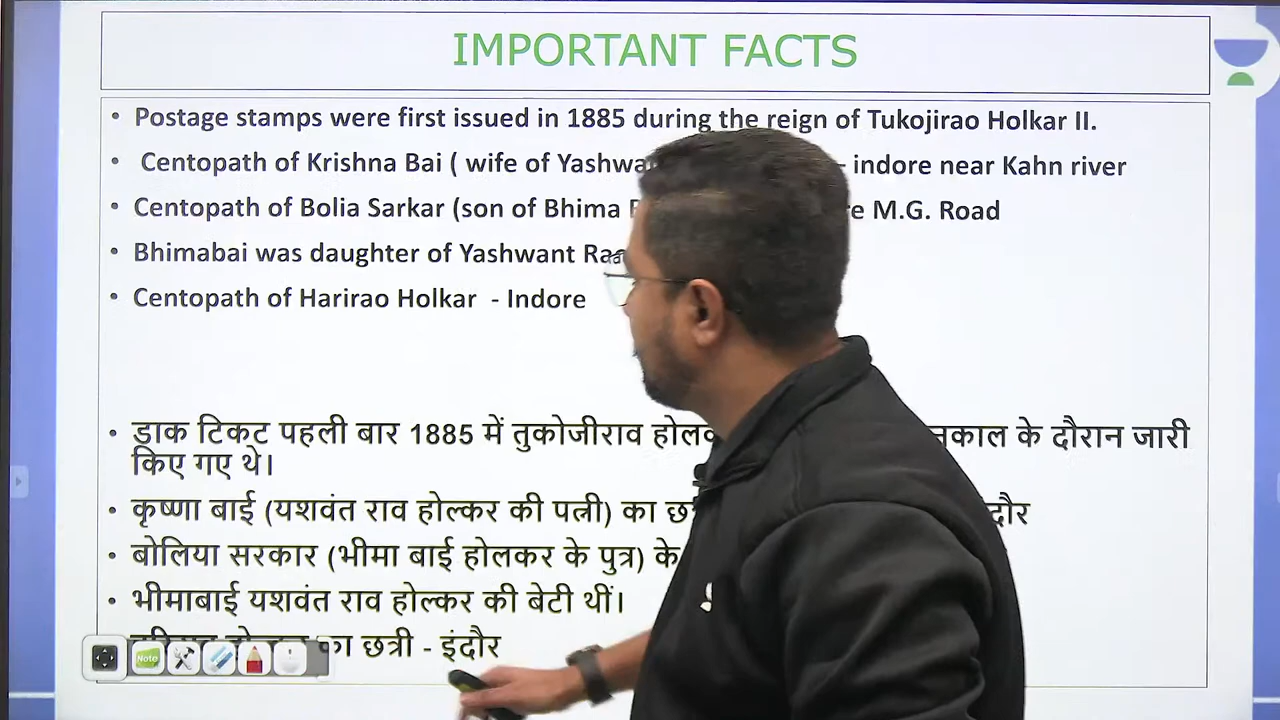 IMPORTANT FACTS
• Postage stamps were first issued in 1885 during the reign of Tukojirao Holkar II.
• Centopath of Krishna Bai ( wife of - indore near Kahn river
• Centopath of Bolia Sarkar (son of Bhima M.G. Road
• Bhimabai was daughter of Yashwant
• Centopath of Harirao Holkar - Indore
• डाक टिकट पहली बार 1885 में तुकोजीराव के दौरान जारी
किए गए थे।
• कृष्णा बाई (यशवंत राव होल्कर की पत्नी) का
• बोलिया सरकार (भीमा बाई होलकर के पुत्र) के
• भीमाबाई यशवंत राव होल्कर की बेटी थीं।
छत्री - इंदौर
Note